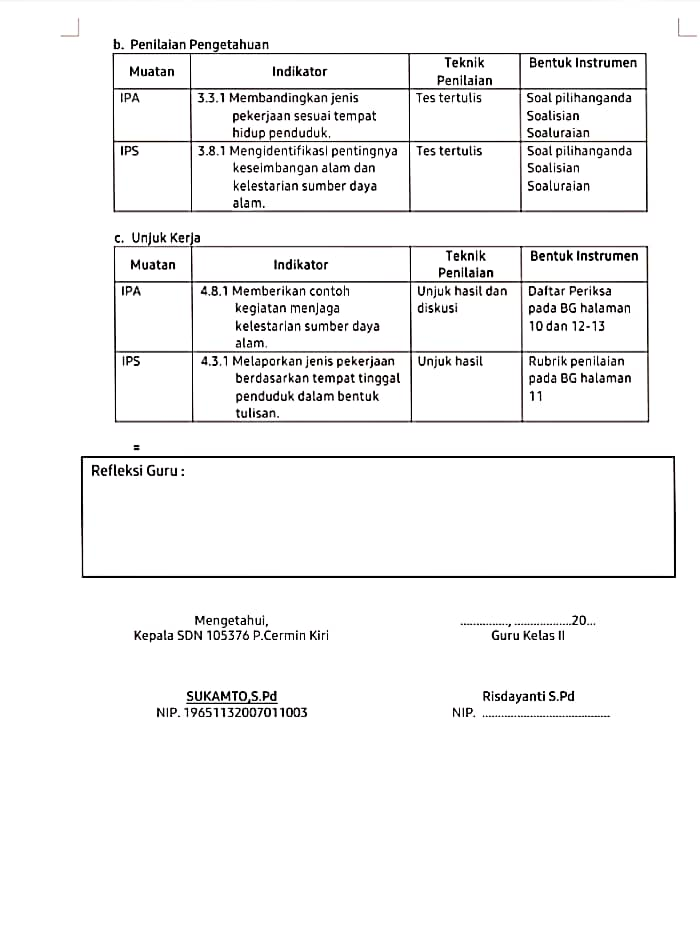 b. Penilaian Pengetahuan
Muatan Indikator Teknik Penilaian Bentuk Instrumen
IPA 3.3.1 Membandingkan jenis Tes tertulis Soal pilihanganda
pekerjaan sesuai tempat Soalisian
hidup penduduk. Soaluraian
IPS 3.8.1 Mengidentifikasi pentingnya Tes tertulis Soal pilihanganda
keseimbangan alam dan Soalisian
kelestarian sumber daya Soaluraian
alam.
c. Unjuk Kerja
Muatan Indikator Teknik Penilaian Bentuk Instrumen
IPA 4.8.1 Memberikan contoh Unjuk hasil dan Daftar Periksa
kegiatan menjaga diskusi pada BG halaman
kelestarian sumber daya 10 dan 12-13
alam.
IPS 4.3.1 Melaporkan jenis pekerjaan Unjuk hasil Rubrik penilaian
berdasarkan tempat tinggal pada BG halaman
penduduk dalam bentuk 11
tulisan.
=
Refleksi Guru :
Mengetahui, ..............., ..................20...
Kepala SDN 105376 P.Cermin Kiri Guru Kelas II
SUKAMTO,S.Pd Risdayanti S.Pd
NIP. 19651132007011003 NIP. ........................................